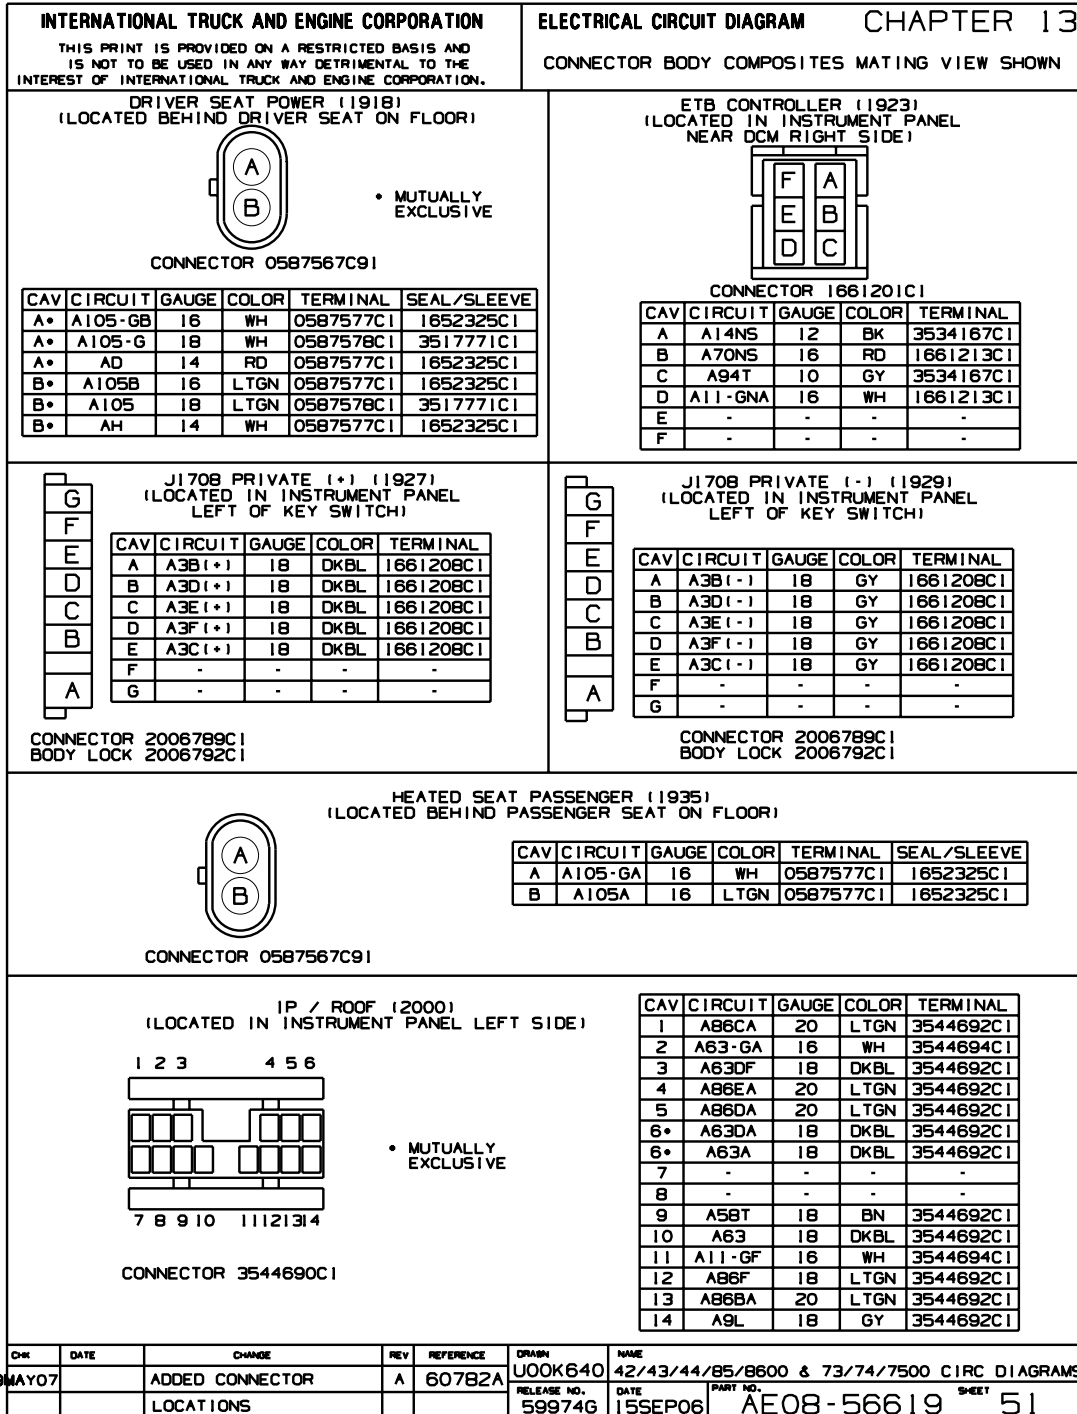 INTERNATIONAL TRUCK AND ENGINE CORPORATION
THIS PRINT IS PROVIDED ON A RESTRICTED BASIS AND
IS NOT TO BE USED IN ANY WAY DETRIMENTAL TO THE
INTEREST OF INTERNATIONAL TRUCK AND ENGINE CORPORATION.
ELECTRICAL CIRCUIT DIAGRAM CHAPTER 13
CONNECTOR BODY COMPOSITES MATING VIEW SHOWN
DRIVER SEAT POWER (1918)
(LOCATED BEHIND DRIVER SEAT ON FLOOR)
A
B
• MUTUALLY
EXCLUSIVE
CONNECTOR 0587567C91
CAV CIRCUIT GAUGE COLOR TERMINAL SEAL/SLEEVE
A• A105-GB 16 WH 0587577C1 1652325C1
A• A105-G 18 WH 0587578C1 3517771C1
A• AD 14 RD 0587577C1 1652325C1
B• A105B 16 LTGN 0587577C1 1652325C1
B• A105 18 LTGN 0587578C1 3517771C1
B• AH 14 WH 0587577C1 1652325C1
ETB CONTROLLER (1923)
(LOCATED IN INSTRUMENT PANEL
NEAR DCM RIGHT SIDE)
F A
E B
D C
CONNECTOR 1661201C1
CAV CIRCUIT GAUGE COLOR TERMINAL
A A14NS 12 BK 3534167C1
B A70NS 16 RD 1661213C1
C A94T 10 GY 3534167C1
D A11-GNA 16 WH 1661213C1
E - - - -
F - - - -
J1708 PRIVATE (+) (1927)
(LOCATED IN INSTRUMENT PANEL
LEFT OF KEY SWITCH)
G
F
E
D
C
B
A
CAV CIRCUIT GAUGE COLOR TERMINAL
A A3B(+) 18 DKBL 1661208C1
B A3D(+) 18 DKBL 1661208C1
C A3E(+) 18 DKBL 1661208C1
D A3F(+) 18 DKBL 1661208C1
E A3C(+) 18 DKBL 1661208C1
F - - - -
G - - - -
CONNECTOR 2006789C1
BODY LOCK 2006792C1
J1708 PRIVATE (-) (1929)
(LOCATED IN INSTRUMENT PANEL
LEFT OF KEY SWITCH)
G
F
E
D
C
B
A
CAV CIRCUIT GAUGE COLOR TERMINAL
A A3B(-) 18 GY 1661208C1
B A3D(-) 18 GY 1661208C1
C A3E(-) 18 GY 1661208C1
D A3F(-) 18 GY 1661208C1
E A3C(-) 18 GY 1661208C1
F - - - -
G - - - -
CONNECTOR 2006789C1
BODY LOCK 2006792C1
HEATED SEAT PASSENGER (1935)
(LOCATED BEHIND PASSENGER SEAT ON FLOOR)
A
B
CONNECTOR 0587567C91
CAV CIRCUIT GAUGE COLOR TERMINAL SEAL/SLEEVE
A A105-GA 16 WH 0587577C1 1652325C1
B A105A 16 LTGN 0587577C1 1652325C1
IP / ROOF (2000)
(LOCATED IN INSTRUMENT PANEL LEFT SIDE)
1 2 3 4 5 6
• MUTUALLY
EXCLUSIVE
7 8 9 10 11 12 13 14
CONNECTOR 3544690C1
CAV CIRCUIT GAUGE COLOR TERMINAL
1 A86CA 20 LTGN 3544692C1
2 A63-GA 16 WH 3544694C1
3 A63DF 18 DKBL 3544692C1
4 A86EA 20 LTGN 3544692C1
5 A86DA 20 LTGN 3544692C1
6• A63DA 18 DKBL 3544692C1
6• A63A 18 DKBL 3544692C1
7 - - - -
8 - - - -
9 A58T 18 BN 3544692C1
10 A63 18 DKBL 3544692C1
11 A11-GF 16 WH 3544694C1
12 A86F 18 LTGN 3544692C1
13 A86BA 20 LTGN 3544692C1
14 A9L 18 GY 3544692C1
CHK DATE CHANGE REV REFERENCE
MAY07 ADDED CONNECTOR A 60782A
LOCATIONS
DRAWN U00K640
NAME 42/43/44/85/8600 & 73/74/7500 CIRC DIAGRAMS
RELEASE NO. 59974G
DATE 15SEP06
PART NO. AE08-56619
SHEET 51